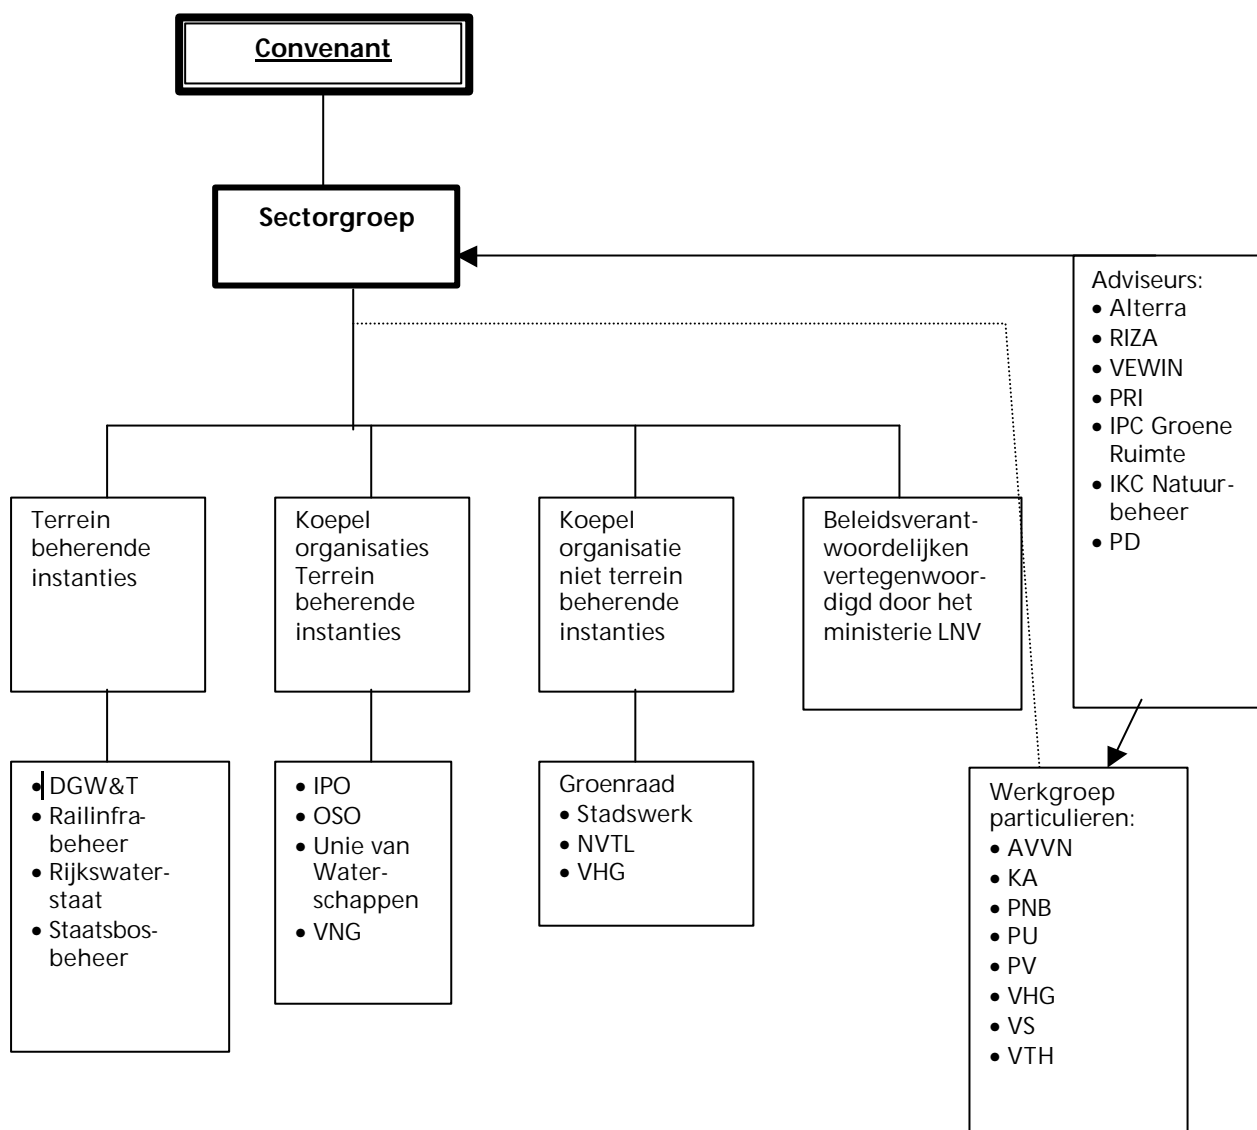 Convenant
Sectorgroep
Adviseurs:
• Alterra
• RIZA
• VEWIN
• PRI
• IPC Groene
Ruimte
• IKC Natuur-
beheer
• PD
Terrein
beherende
instanties
Koepel
organisaties
Terrein
beherende
instanties
Koepel
organisatie
niet terrein
beherende
instanties
Beleidsverant-
woordelijken
vertegenwoor-
digd door het
ministerie LNV
• DGW&T
• Railinfra-
beheer
• Rijkswater-
staat
• Staatsbos-
beheer
• IPO
• OSO
• Unie van
Water-
schappen
• VNG
Groenraad
• Stadswerk
• NVTL
• VHG
Werkgroep
particulieren:
• AVVN
• KA
• PNB
• PU
• PV
• VHG
• VS
• VTH